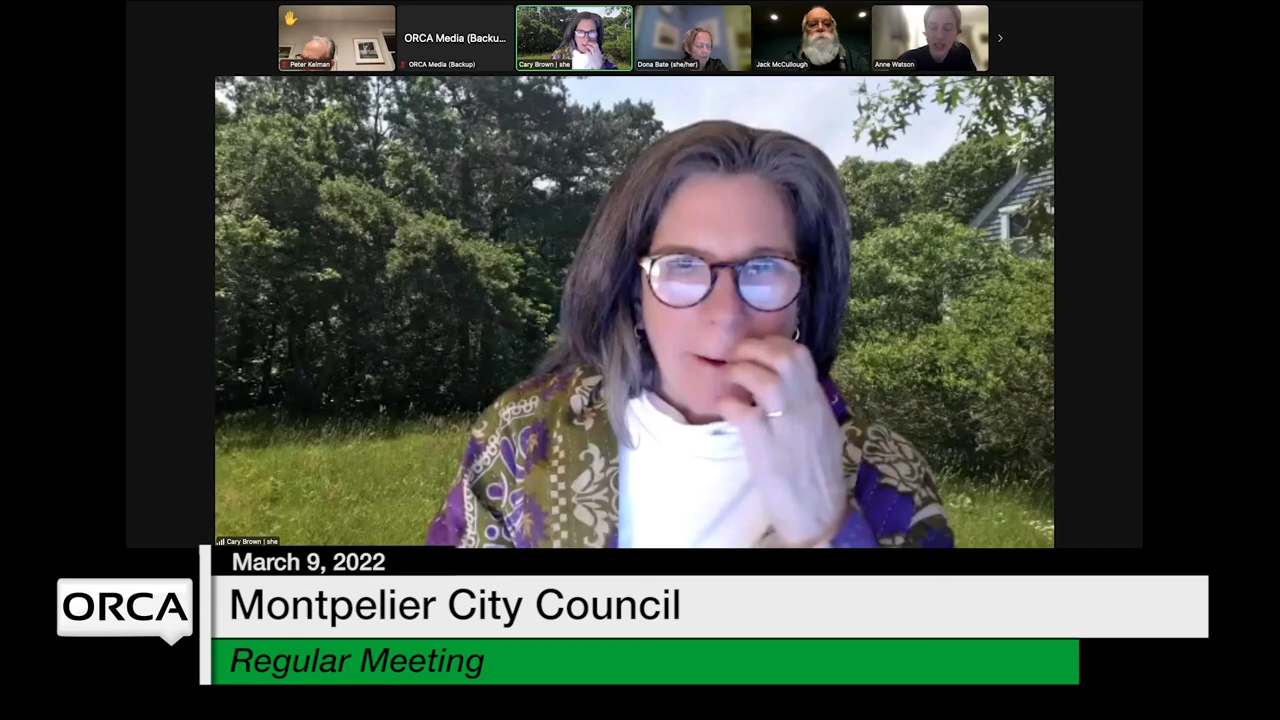 ORCA Media (Backu...
Peter Kelman
ORCA Media (Backup)
Cary Brown | she
Dona Bate (she/her)
Jack McCullough
Anne Watson
Cary Brown | she
March 9, 2022
ORCA
Montpelier City Council
Regular Meeting